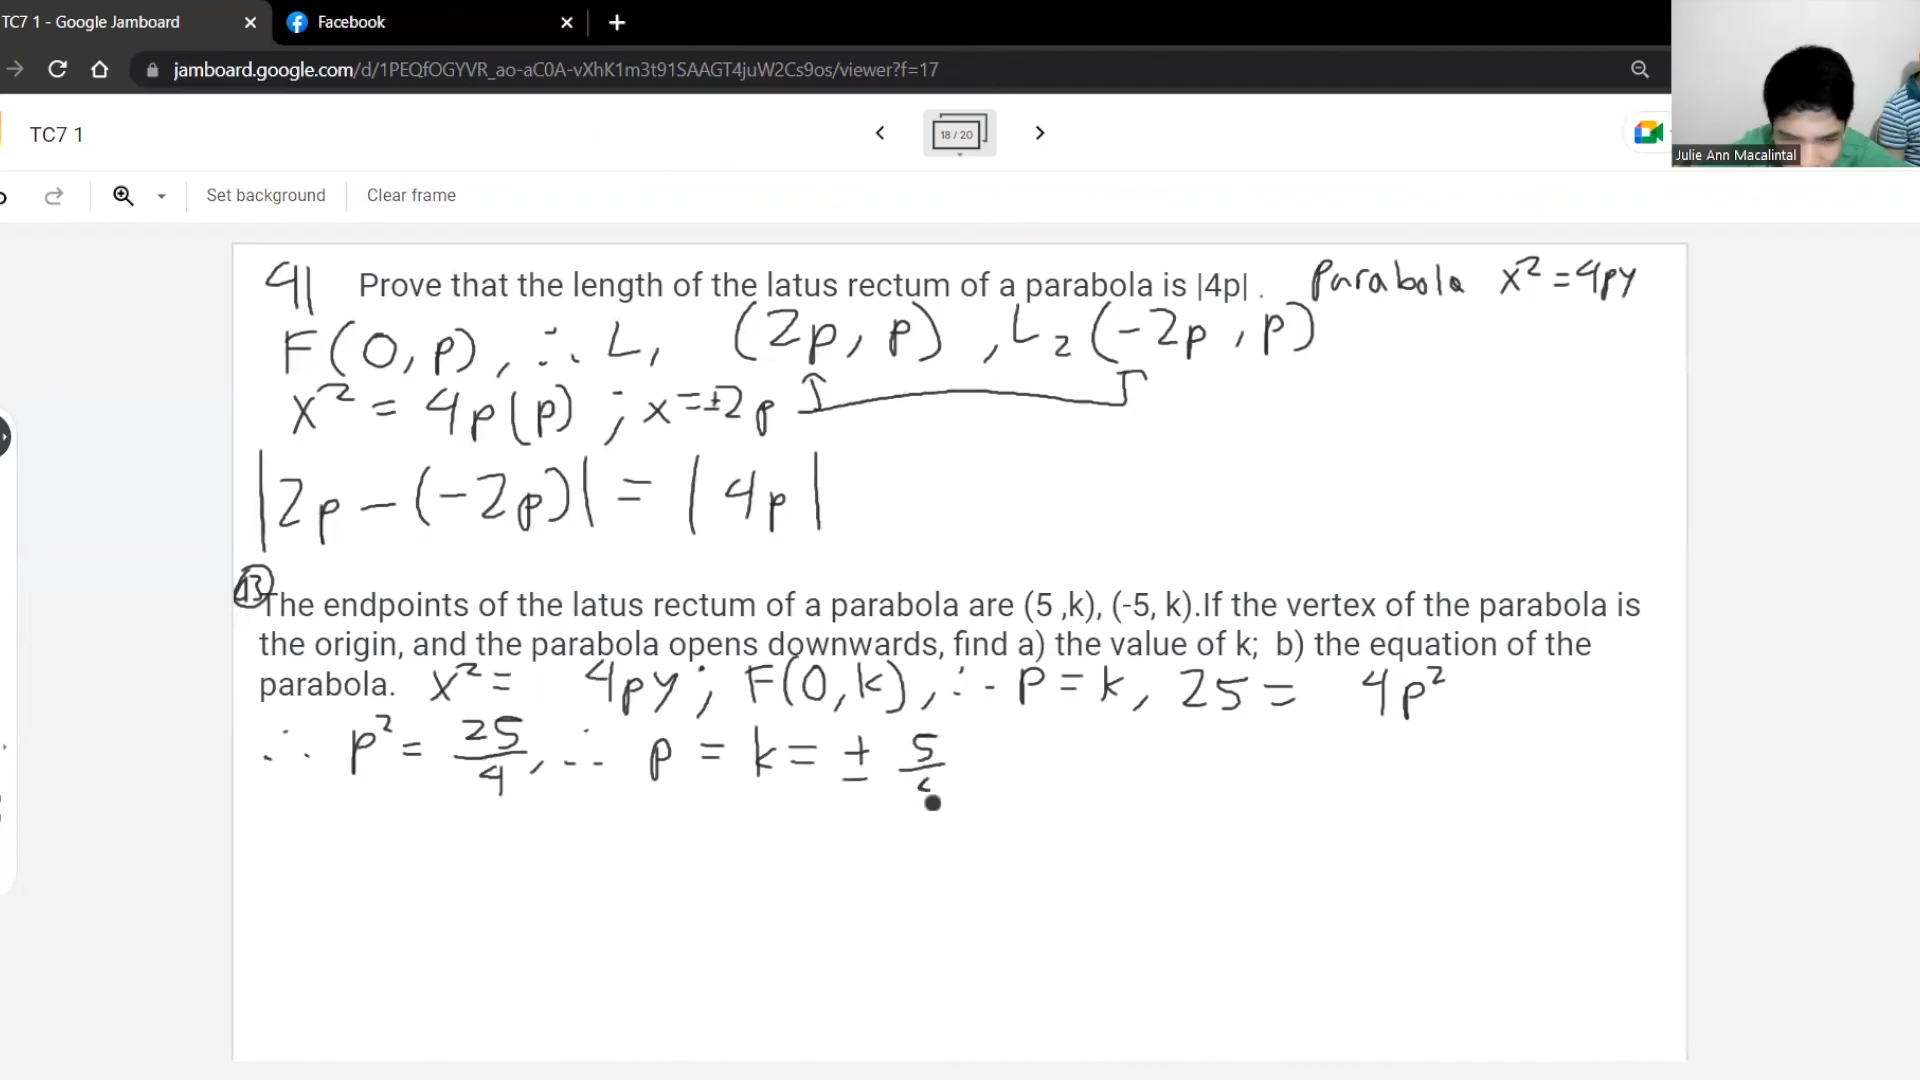 TC7 1 - Google Jamboard
Facebook
jamboard.google.com/d/1PEQfOGYVR_ao-aC0A-vXhK1m3t91SAAGT4juW2Cs9os/viewer?f=17
TC7 1
18 / 20
Julie Ann Macalintal
Set background Clear frame
41 Prove that the length of the latus rectum of a parabola is |4p| . Parabola x² = 4py
F(0, p), ∴ L, (2p, p) , L₂ (-2p , p)
x² = 4p(p) ; x = ±2p
|2p - (-2p)| = |4p|
13 The endpoints of the latus rectum of a parabola are (5 ,k), (-5, k).If the vertex of the parabola is
the origin, and the parabola opens downwards, find a) the value of k; b) the equation of the
parabola. x² = 4py ; F(0, k), ∴ p = k, 25 = 4p²
∴ p² = 25/4, ∴ p = k = ± 5